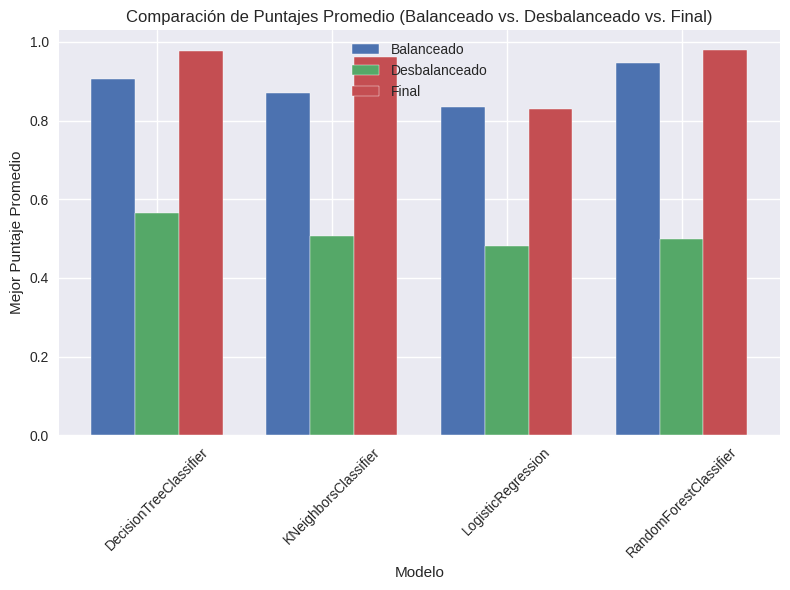 Comparación de Puntajes Promedio (Balanceado vs. Desbalanceado vs. Final)
Balanceado
Desbalanceado
Final
Mejor Puntaje Promedio
1.0
0.8
0.6
0.4
0.2
0.0
DecisionTreeClassifier
KNeighborsClassifier
LogisticRegression
RandomForestClassifier
Modelo